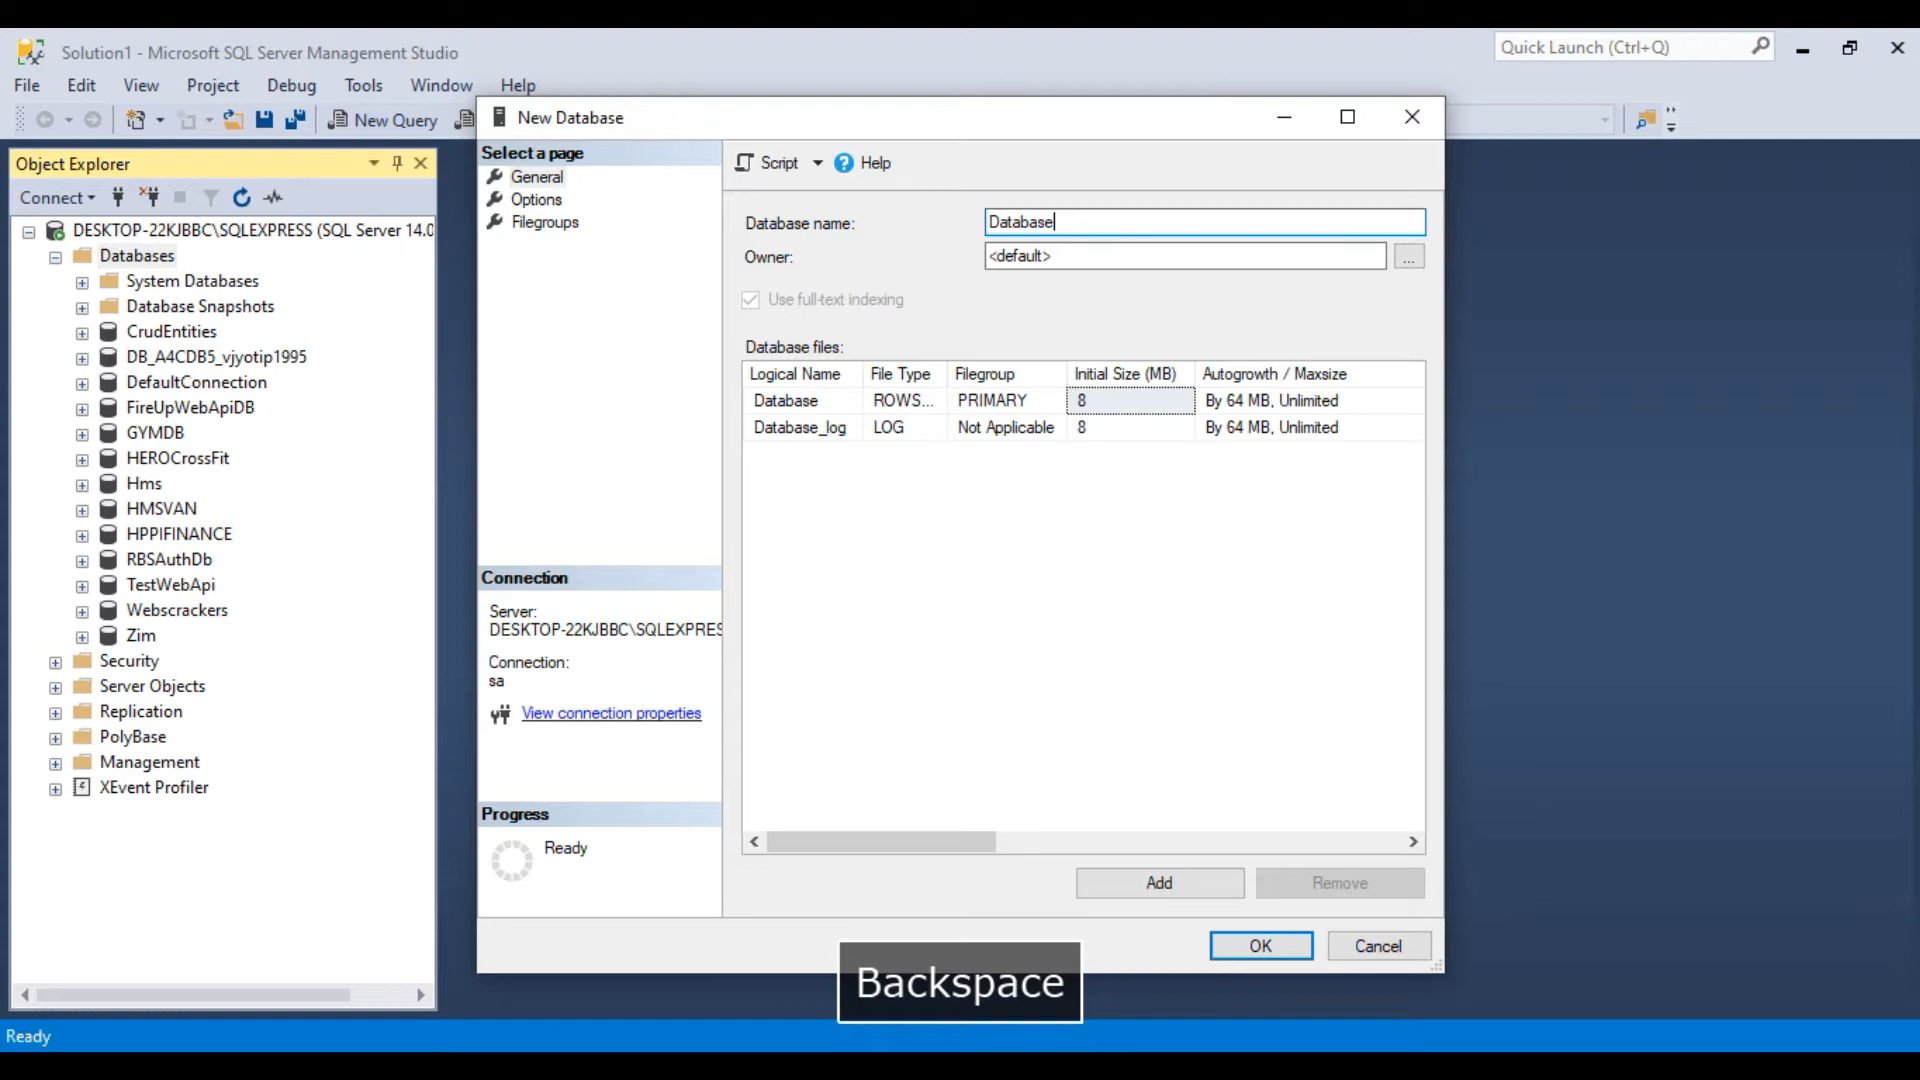 Solution1 - Microsoft SQL Server Management Studio
Quick Launch (Ctrl+Q)
File Edit View Project Debug Tools Window Help
New Query
New Database
Object Explorer
Connect
DESKTOP-22KJBBC\SQLEXPRESS (SQL Server 14.0
Databases
System Databases
Database Snapshots
CrudEntities
DB_A4CDB5_vjyotip1995
DefaultConnection
FireUpWebApiDB
GYMDB
HEROCrossFit
Hms
HMSVAN
HPPIFINANCE
RBSAuthDb
TestWebApi
Webscrackers
Zim
Security
Server Objects
Replication
PolyBase
Management
XEvent Profiler
Select a page
General
Options
Filegroups
Connection
Server:
DESKTOP-22KJBBC\SQLEXPRES
Connection:
sa
View connection properties
Progress
Ready
Script Help
Database name: Database
Owner: <default> ...
Use full-text indexing
Database files:
Logical Name File Type Filegroup Initial Size (MB) Autogrowth / Maxsize
Database ROWS... PRIMARY 8 By 64 MB, Unlimited
Database_log LOG Not Applicable 8 By 64 MB, Unlimited
Add Remove
OK Cancel
Backspace
Ready